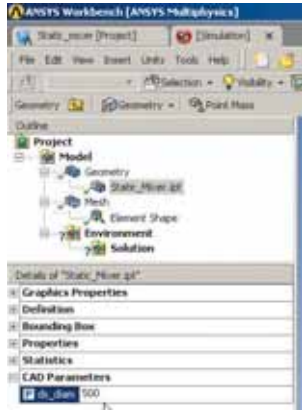 ANSYS Workbench [ANSYS Multiphysics]
Static_mixer [Project] [Simulation]
File Edit View Insert Units Tools Help
Selection Visibility
Geometry Geometry Point Mass
Outline
Project
Model
Geometry
Static_Mixer.ipt
Mesh
Element Shape
Environment
Solution
Details of "Static_Mixer.ipt"
Graphics Properties
Definition
Bounding Box
Properties
Statistics
CAD Parameters
P ds_diam 500